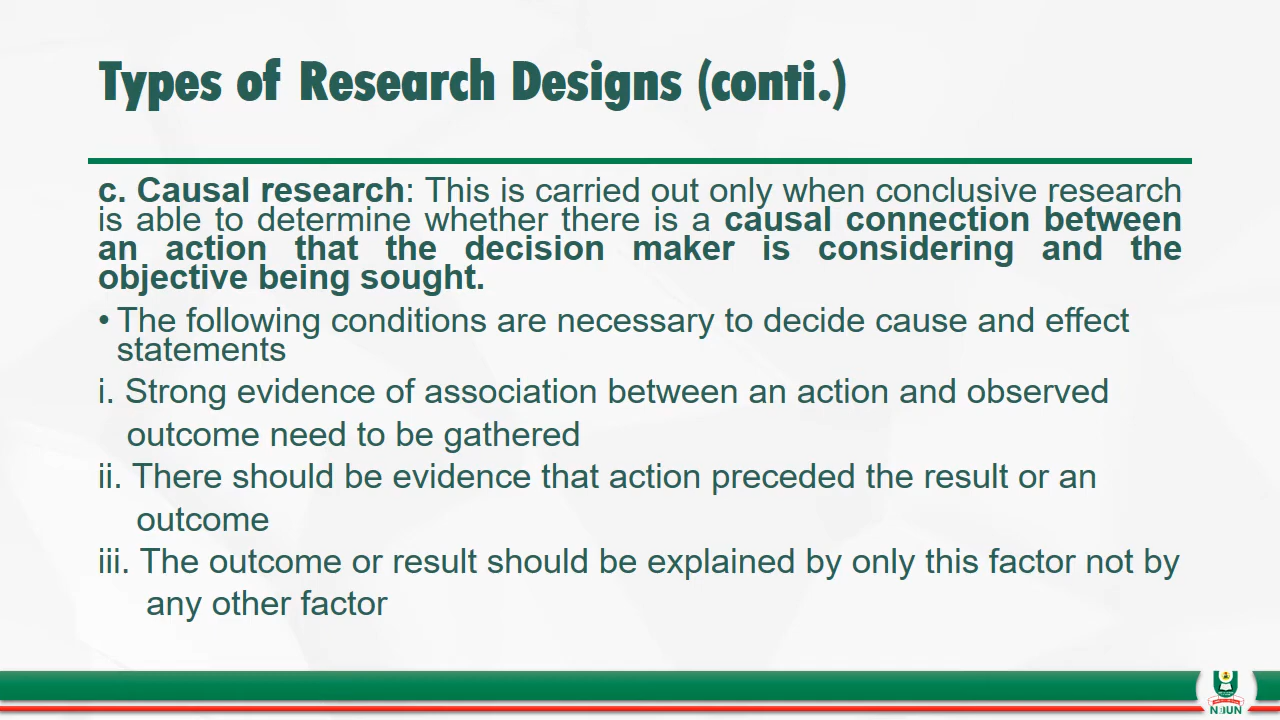 Types of Research Designs (conti.)
c. Causal research: This is carried out only when conclusive research
is able to determine whether there is a causal connection between
an action that the decision maker is considering and the
objective being sought.
• The following conditions are necessary to decide cause and effect
statements
i. Strong evidence of association between an action and observed
outcome need to be gathered
ii. There should be evidence that action preceded the result or an
outcome
iii. The outcome or result should be explained by only this factor not by
any other factor